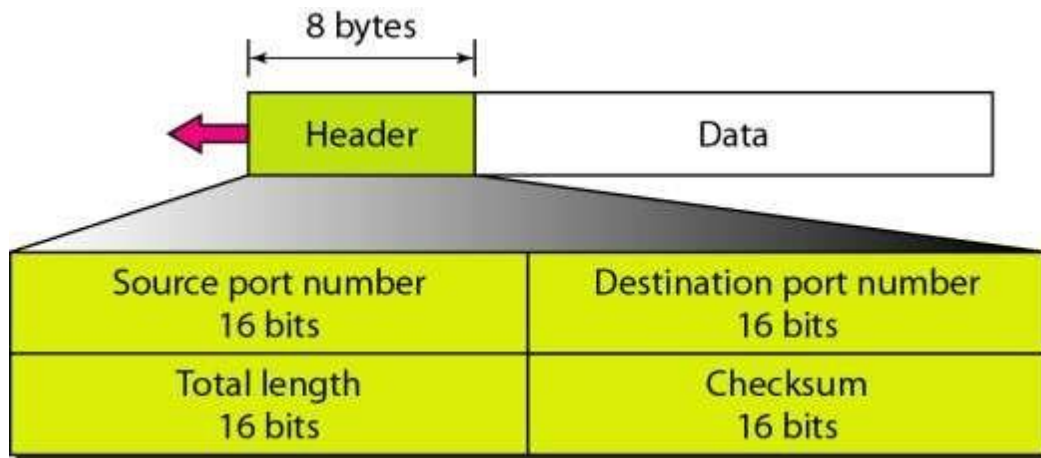 8 bytes
Header
Data
Source port number
16 bits
Destination port number
16 bits
Total length
16 bits
Checksum
16 bits